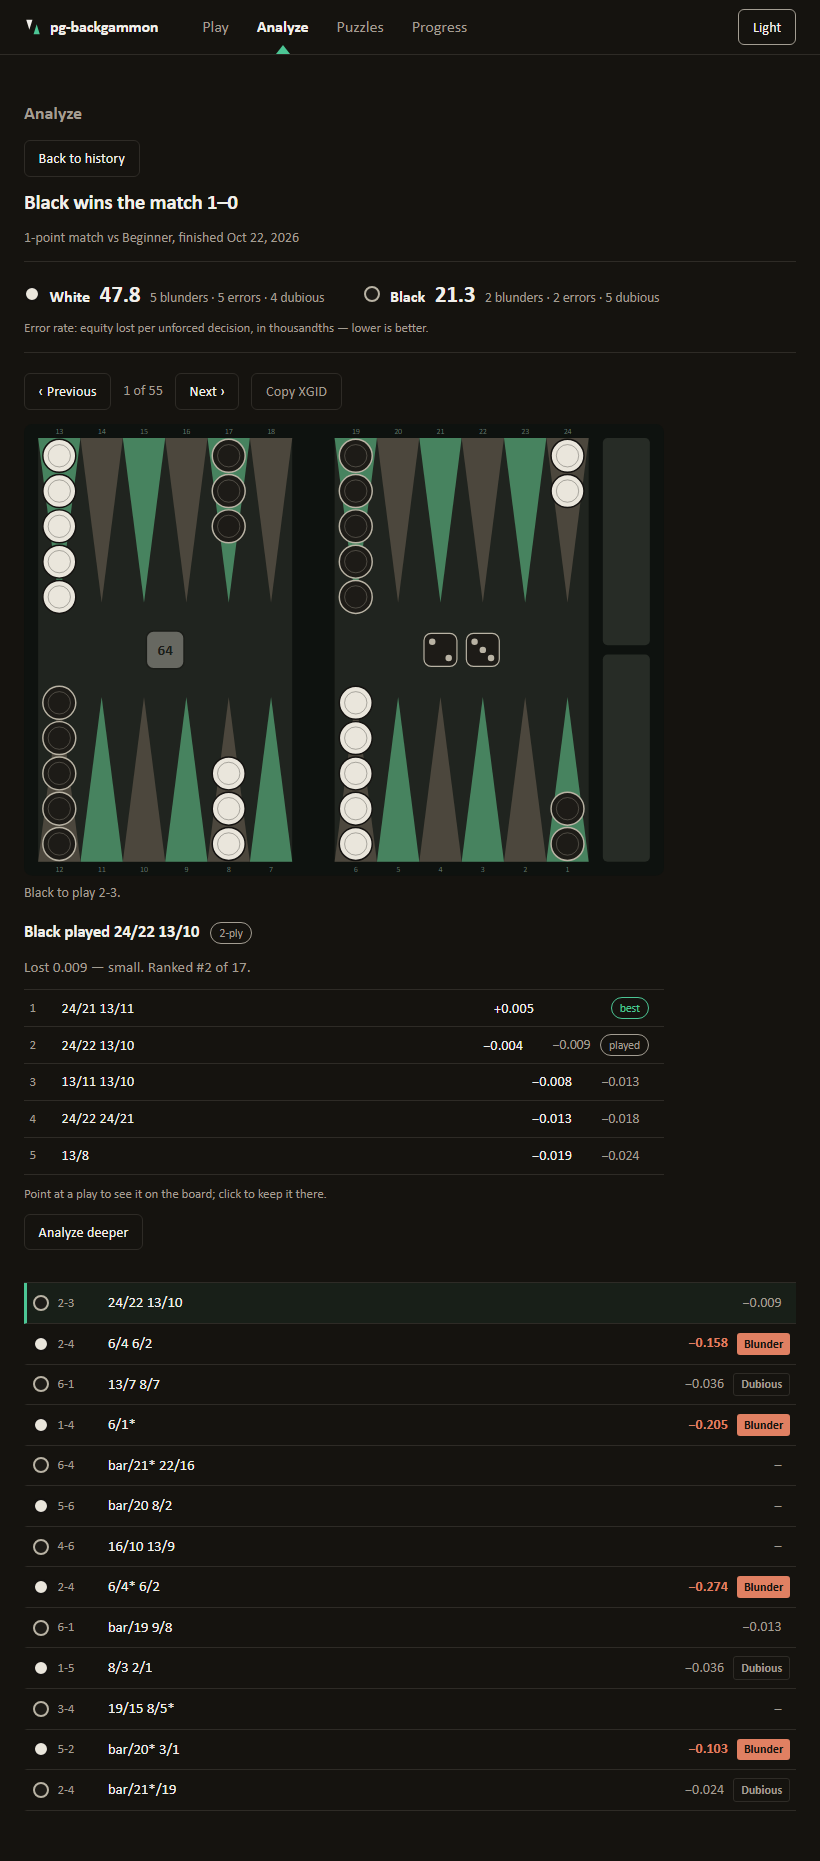 pg-backgammon Play Analyze Puzzles Progress Light
Analyze
Back to history
Black wins the match 1–0
1-point match vs Beginner, finished Oct 22, 2026
White 47.8 5 blunders · 5 errors · 4 dubious Black 21.3 2 blunders · 2 errors · 5 dubious
Error rate: equity lost per unforced decision, in thousandths — lower is better.
‹ Previous 1 of 55 Next › Copy XGID
13 14 15 16 17 18 19 20 21 22 23 24
64
12 11 10 9 8 7 6 5 4 3 2 1
Black to play 2-3.
Black played 24/22 13/10 2-ply
Lost 0.009 — small. Ranked #2 of 17.
1 24/21 13/11 +0.005 best
2 24/22 13/10 −0.004 −0.009 played
3 13/11 13/10 −0.008 −0.013
4 24/22 24/21 −0.013 −0.018
5 13/8 −0.019 −0.024
Point at a play to see it on the board; click to keep it there.
Analyze deeper
2-3 24/22 13/10 −0.009
2-4 6/4 6/2 −0.158 Blunder
6-1 13/7 8/7 −0.036 Dubious
1-4 6/1* −0.205 Blunder
6-4 bar/21* 22/16 –
5-6 bar/20 8/2 –
4-6 16/10 13/9 –
2-4 6/4* 6/2 −0.274 Blunder
6-1 bar/19 9/8 −0.013
1-5 8/3 2/1 −0.036 Dubious
3-4 19/15 8/5* –
5-2 bar/20* 3/1 −0.103 Blunder
2-4 bar/21*/19 −0.024 Dubious